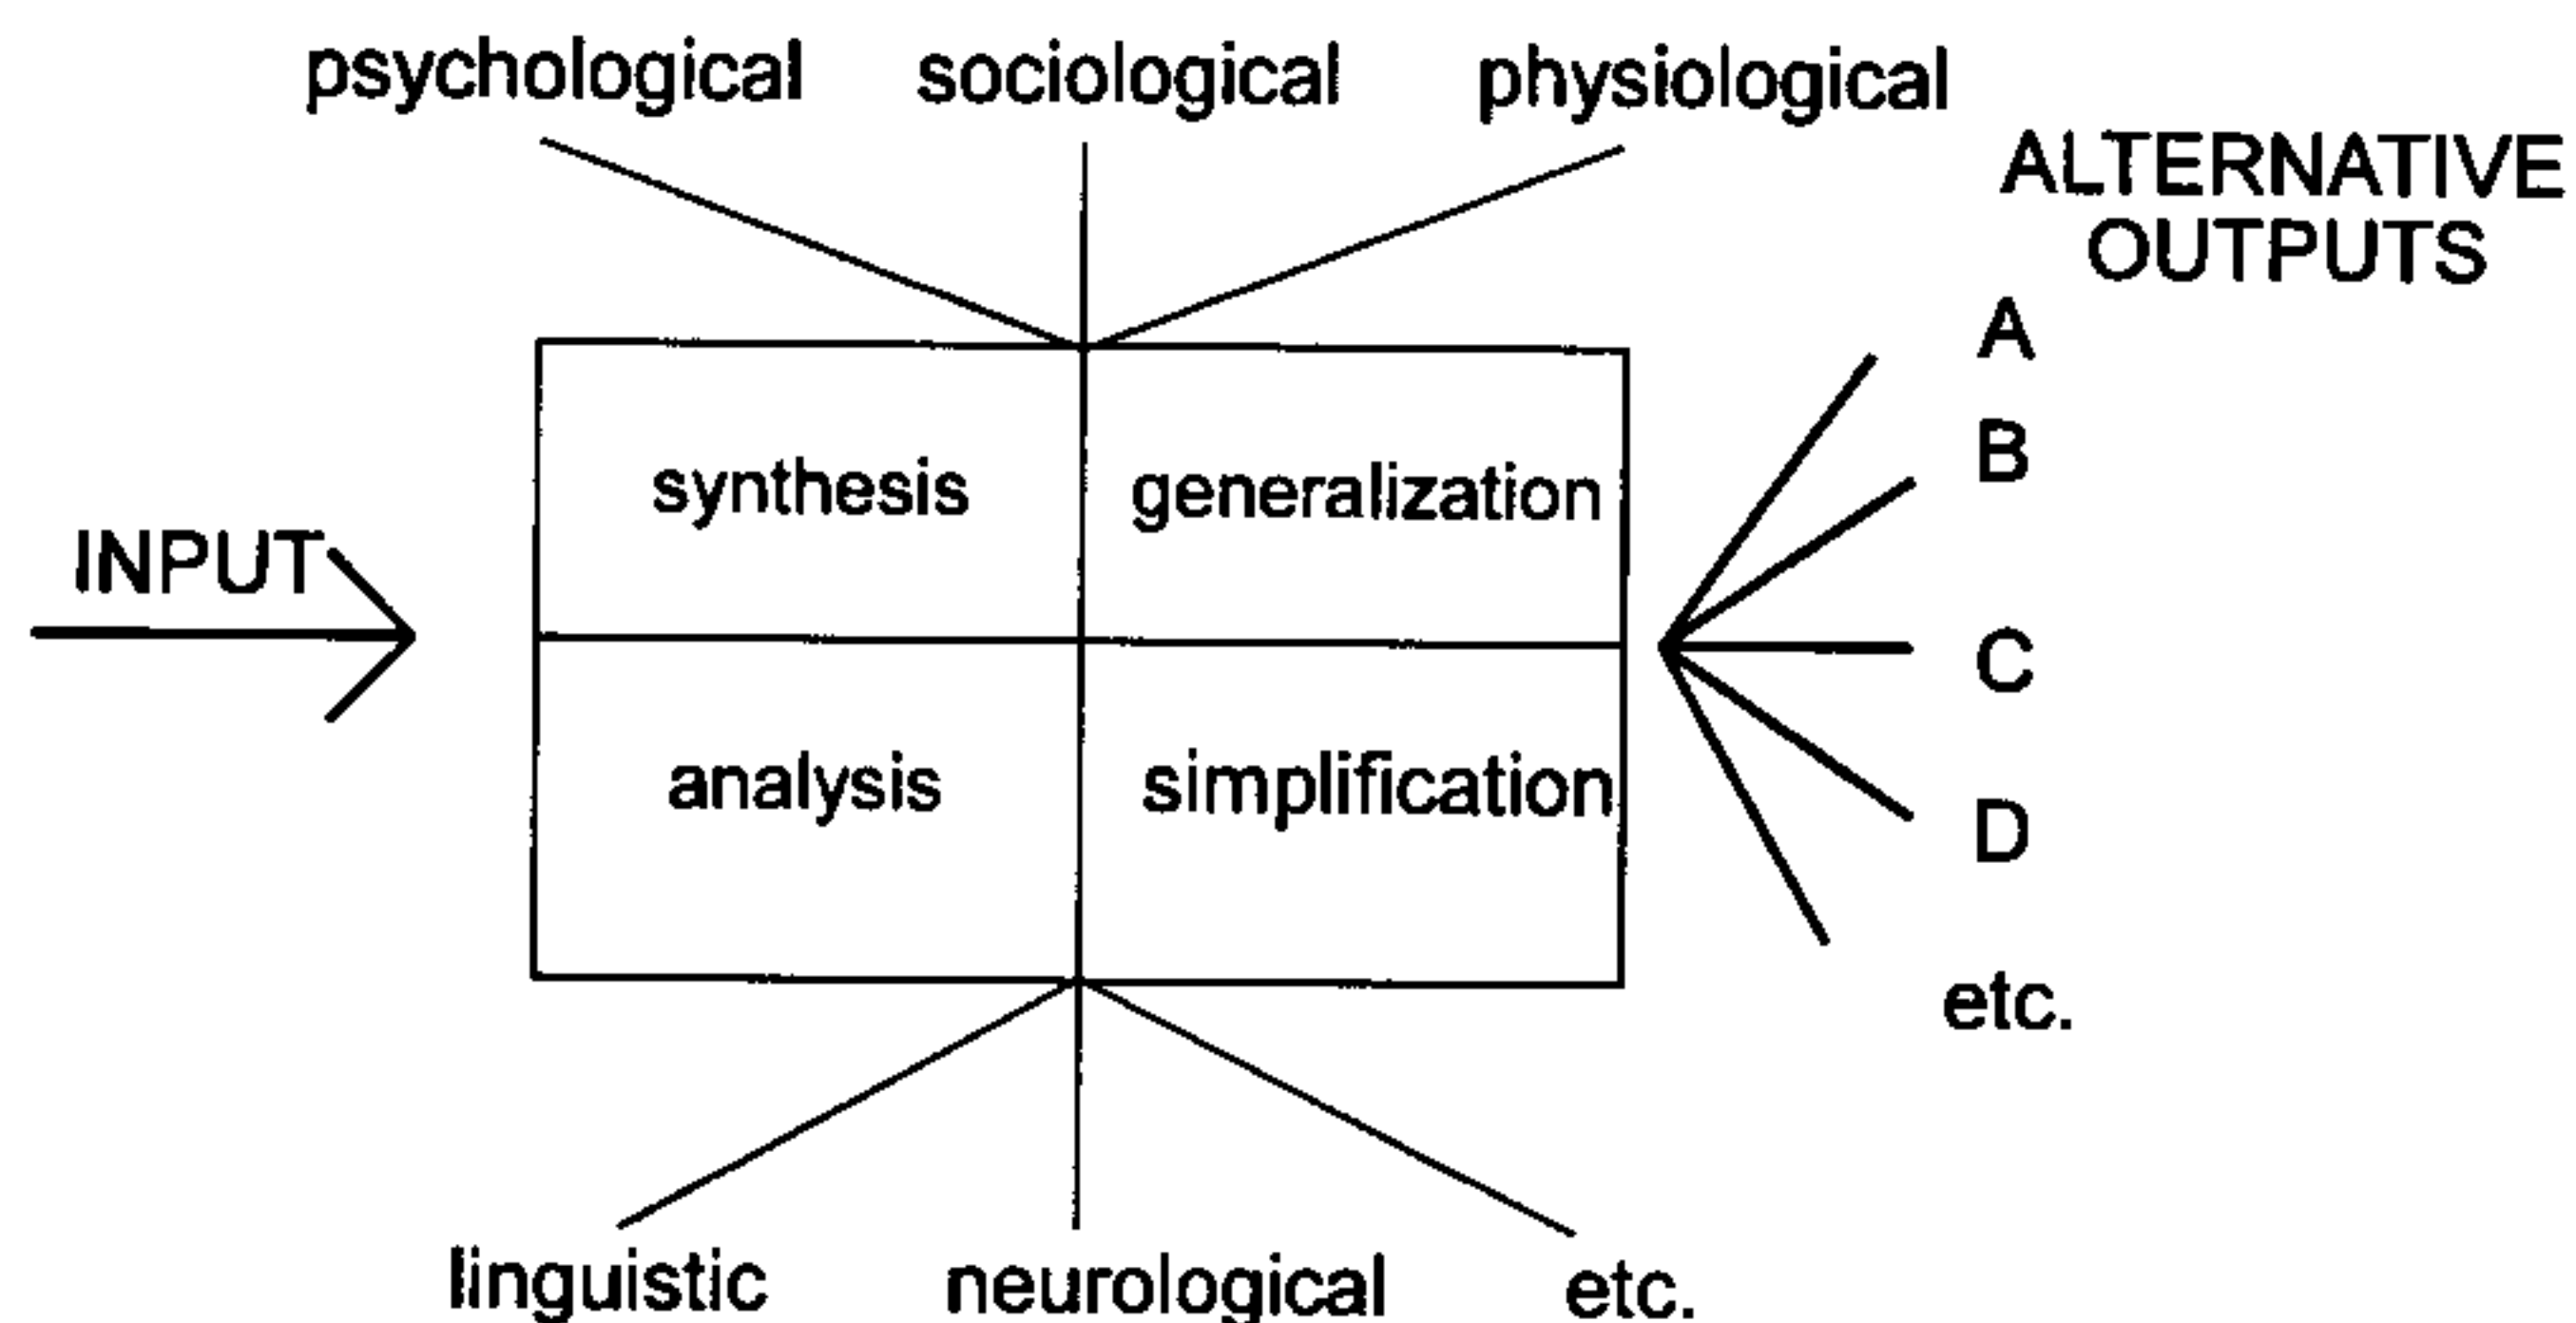 psychological sociological physiological
ALTERNATIVE
OUTPUTS
A
B
synthesis generalization
INPUT
C
analysis simplification
D
etc.
linguistic neurological etc.